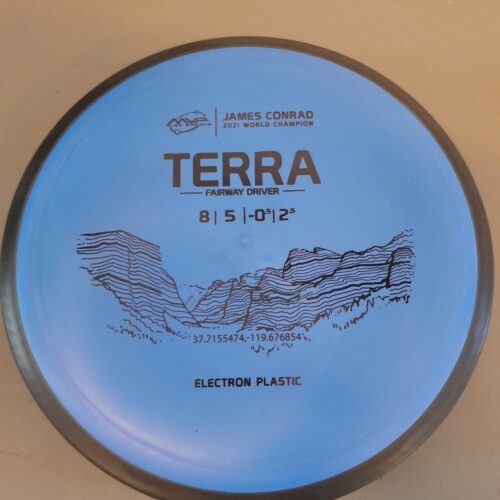 JAMES CONRAD
2021 WORLD CHAMPION
TERRA
FAIRWAY DRIVER
8 | 5 | -0.5 | 2.5
37.7155474,-119.676854
ELECTRON PLASTIC